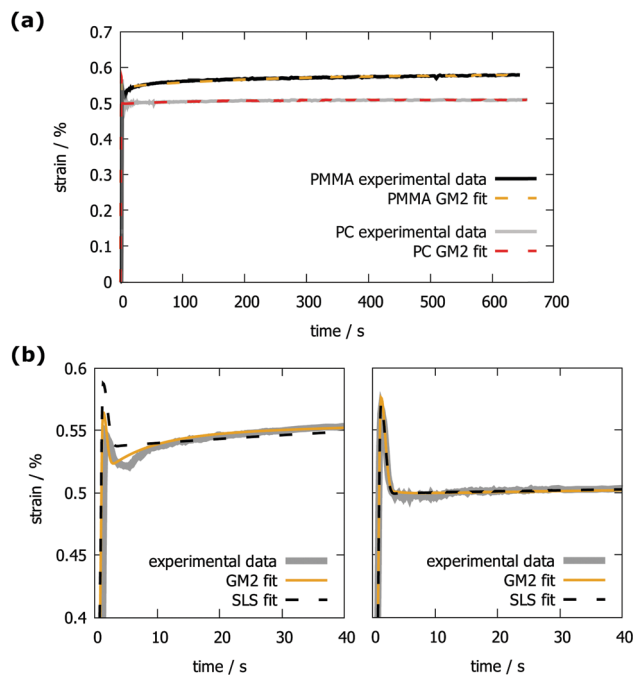 (a)
0.7
0.6
0.5
0.4
0.3
0.2
0.1
0
strain / %
PMMA experimental data
PMMA GM2 fit
PC experimental data
PC GM2 fit
0 100 200 300 400 500 600 700
time / s
(b)
0.6
0.55
0.5
0.45
0.4
strain / %
experimental data
GM2 fit
SLS fit
0 10 20 30 40
time / s
experimental data
GM2 fit
SLS fit
0 10 20 30 40
time / s